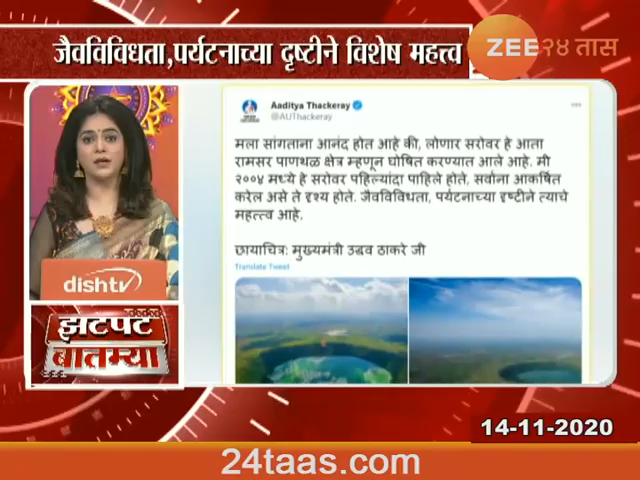 जैवविविधता,पर्यटनाच्या दृष्टीने विशेष महत्त्व
ZEE२४ तास
Aaditya Thackeray
@AUThackeray
मला सांगताना आनंद होत आहे की, लोणार सरोवर हे आता
रामसर पाणथळ क्षेत्र म्हणून घोषित करण्यात आले आहे. मी
२००४ मध्ये हे सरोवर पहिल्यांदा पाहिले होते, सर्वाना आकर्षित
करेल असे ते दृश्य होते. जैवविविधता, पर्यटनाच्या दृष्टीने त्याचे
महत्त्व आहे.
छायाचित्र: मुख्यमंत्री उद्धव ठाकरे जी
Translate Tweet
dishtv
झटपट
बातम्या
14-11-2020
24taas.com